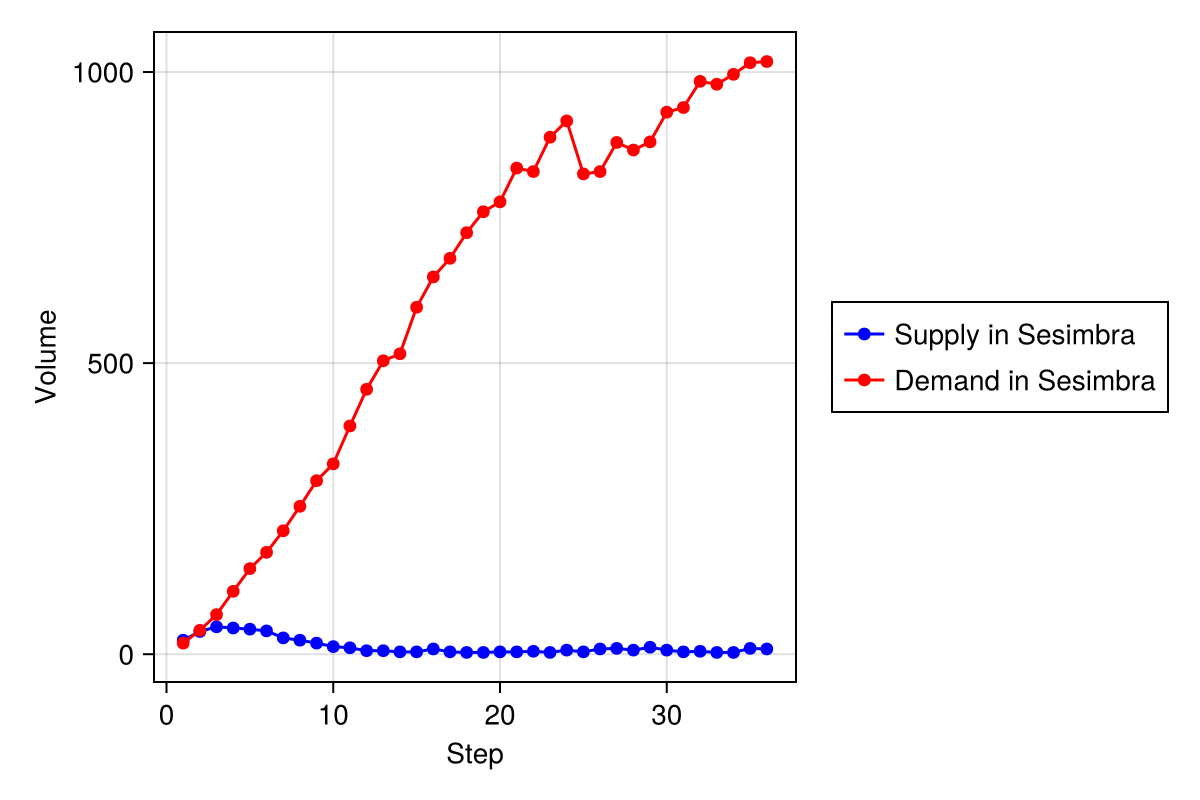 1000
500
0
Volume
0 10 20 30
Step
Supply in Sesimbra
Demand in Sesimbra